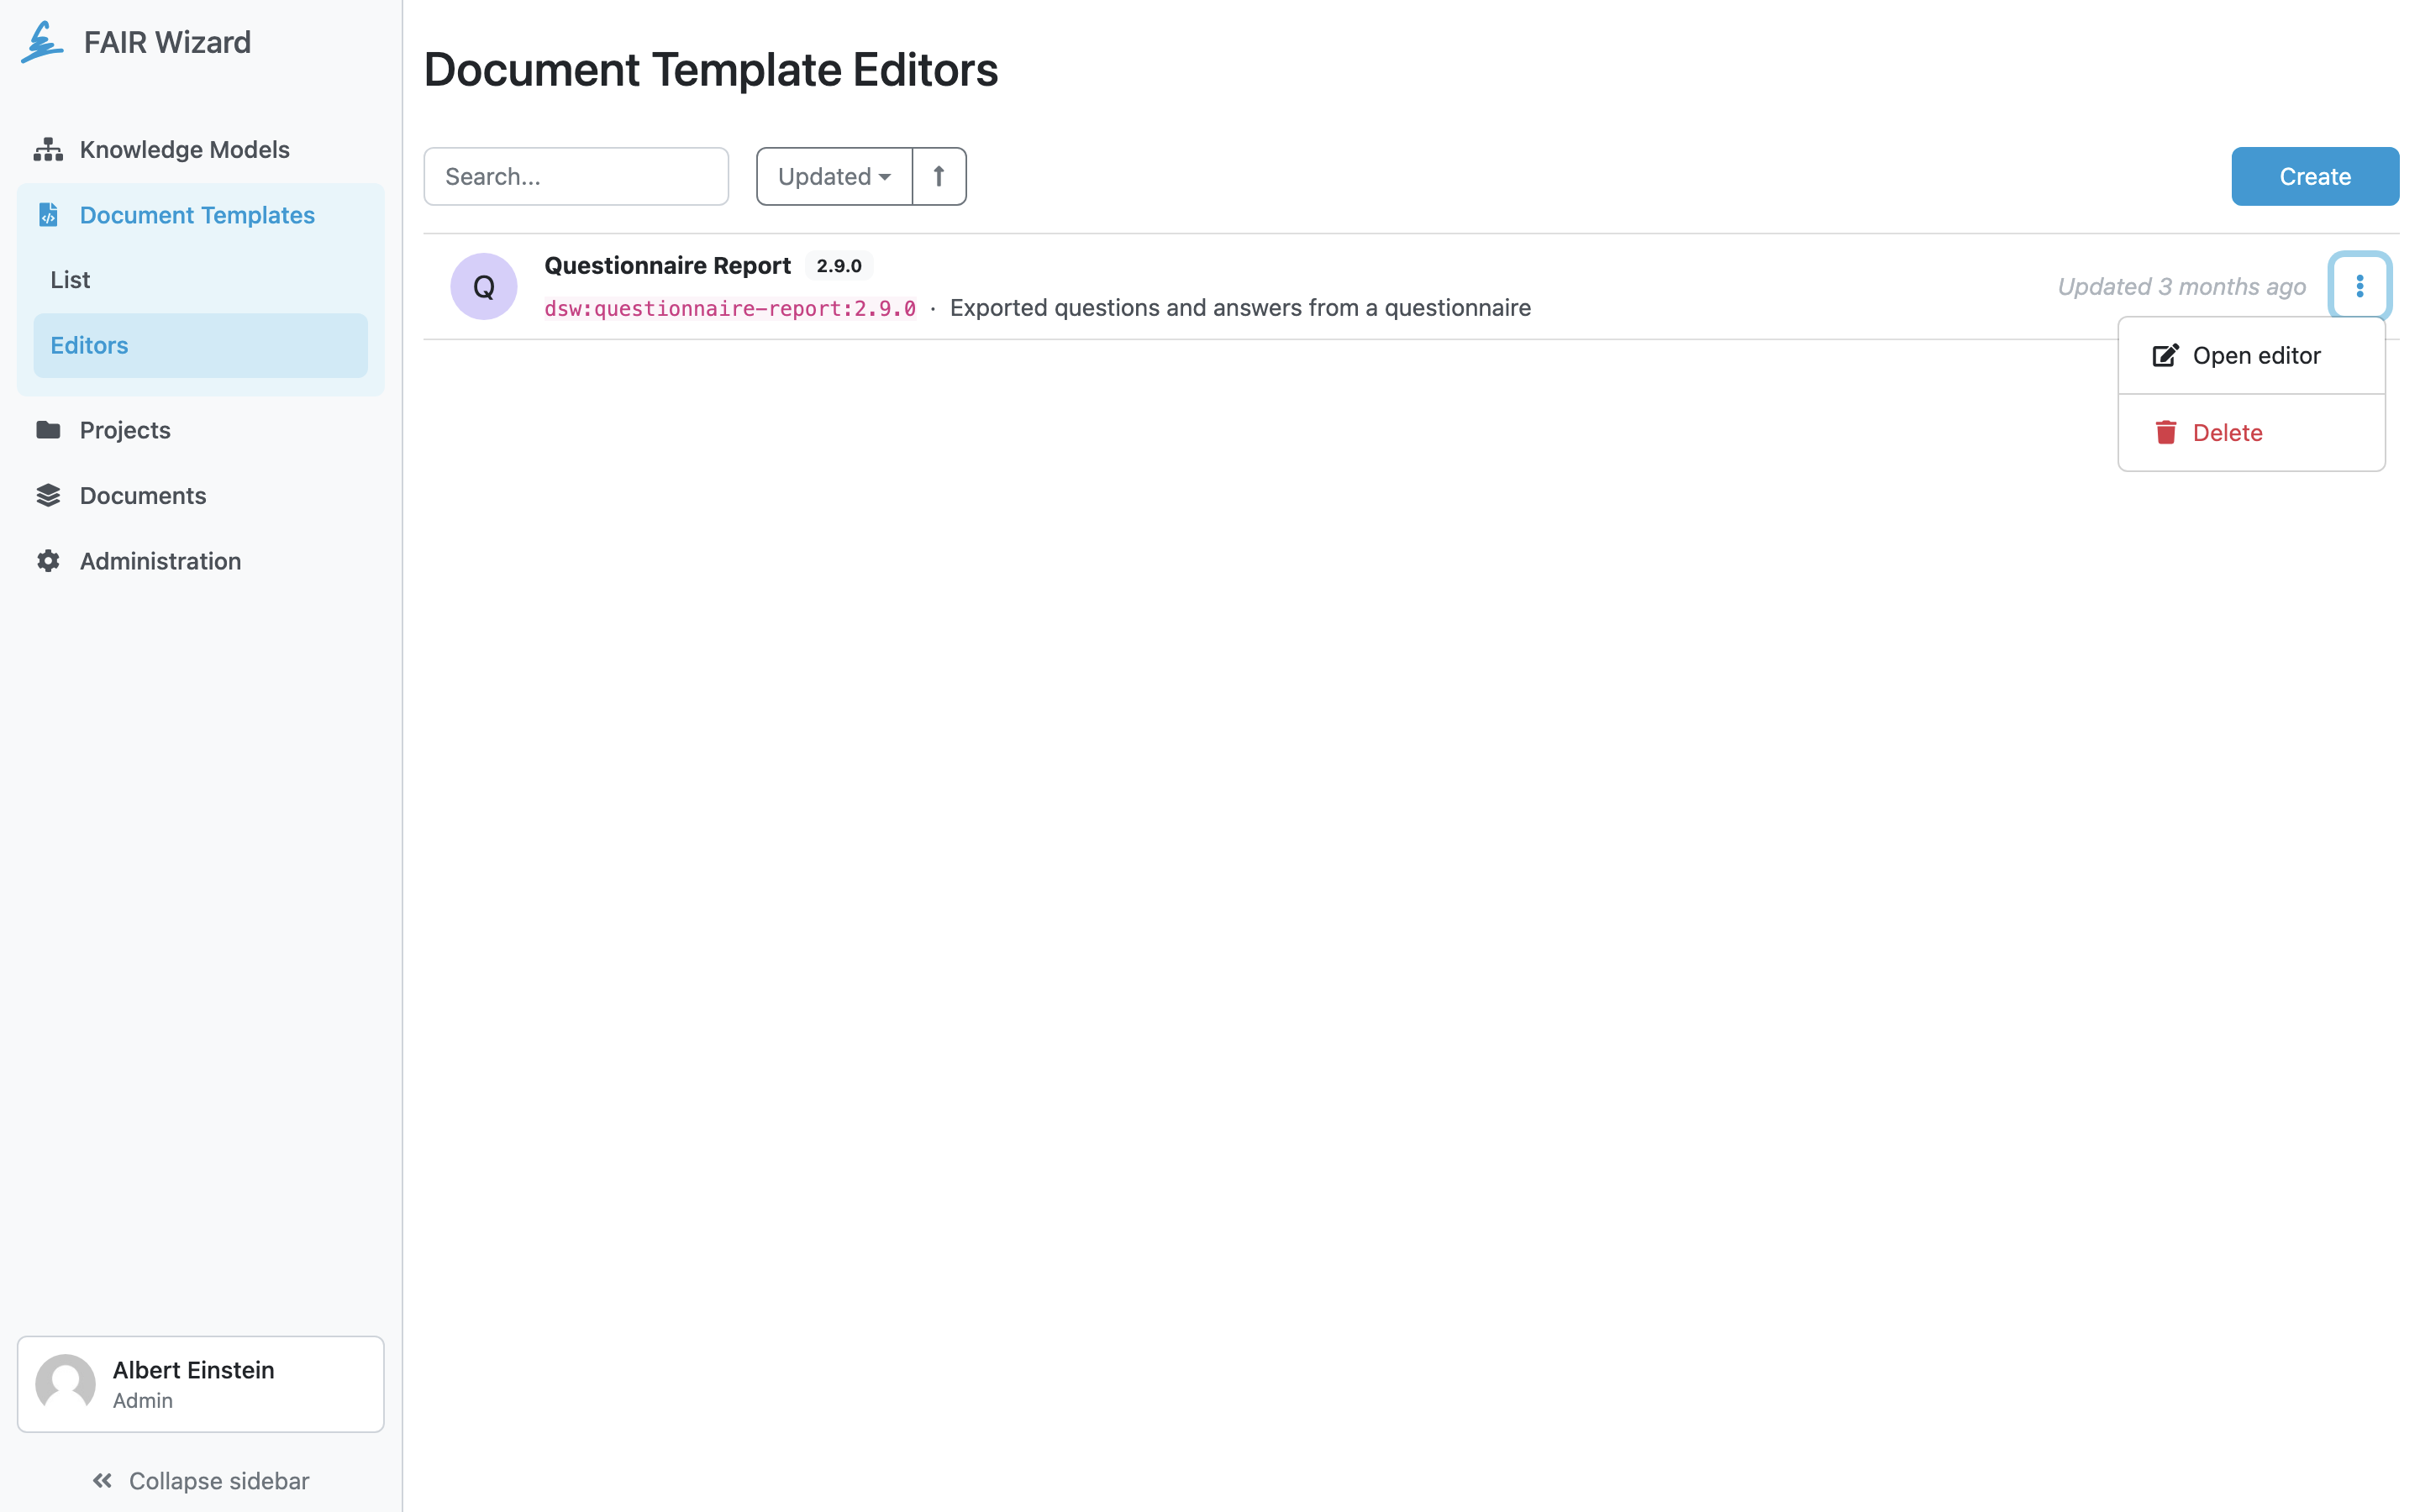 FAIR Wizard
Knowledge Models
Document Templates
List
Editors
Projects
Documents
Administration
Albert Einstein
Admin
Collapse sidebar
Document Template Editors
Search...
Updated
Create
Q
Questionnaire Report 2.9.0
dsw:questionnaire-report:2.9.0 · Exported questions and answers from a questionnaire
Updated 3 months ago
Open editor
Delete